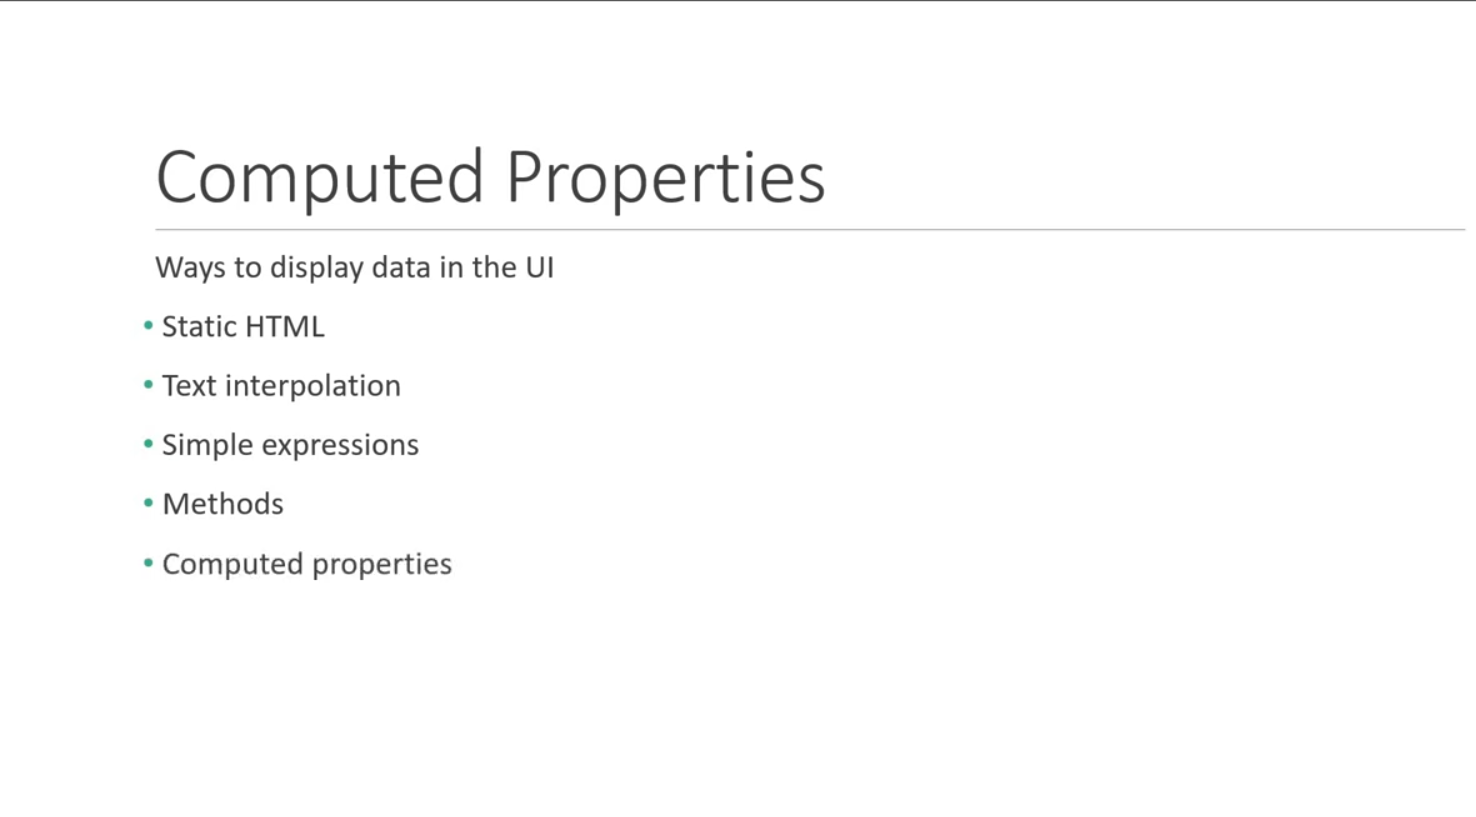 Computed Properties
Ways to display data in the UI
• Static HTML
• Text interpolation
• Simple expressions
• Methods
• Computed properties